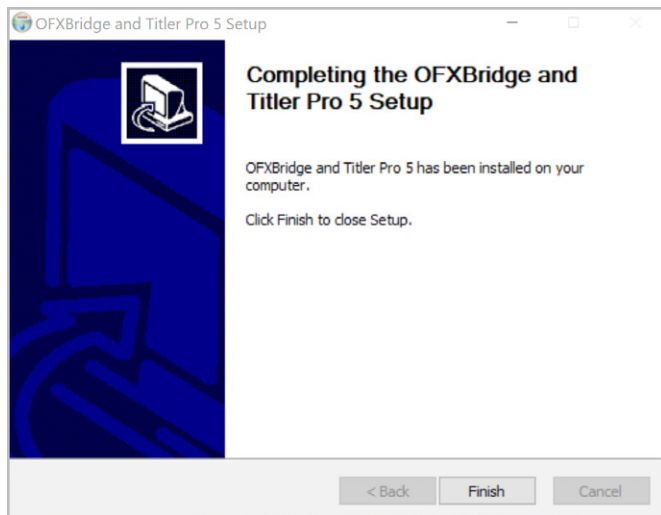 OFXBridge and Titler Pro 5 Setup
Completing the OFXBridge and
Titler Pro 5 Setup
OFXBridge and Titler Pro 5 has been installed on your
computer.
Click Finish to close Setup.
< Back
Finish
Cancel